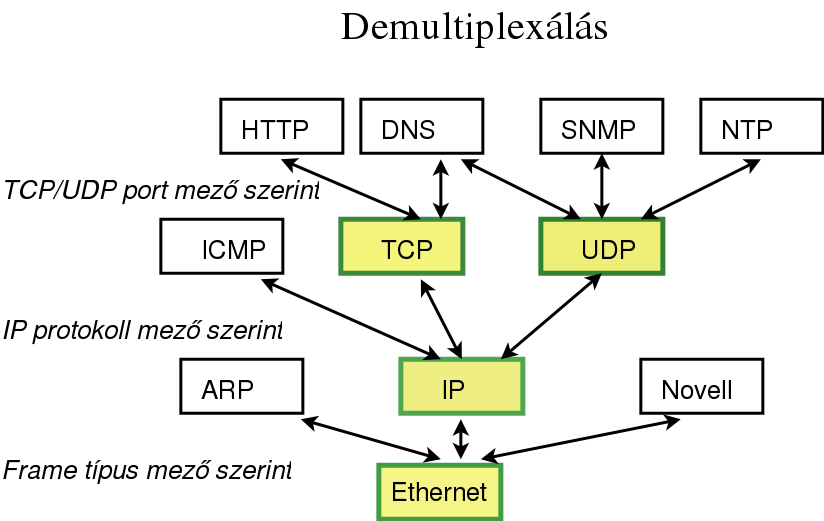 Demultiplexálás
HTTP DNS SNMP NTP
TCP/UDP port mező szerint
ICMP TCP UDP
IP protokoll mező szerint
ARP IP Novell
Frame típus mező szerint
Ethernet